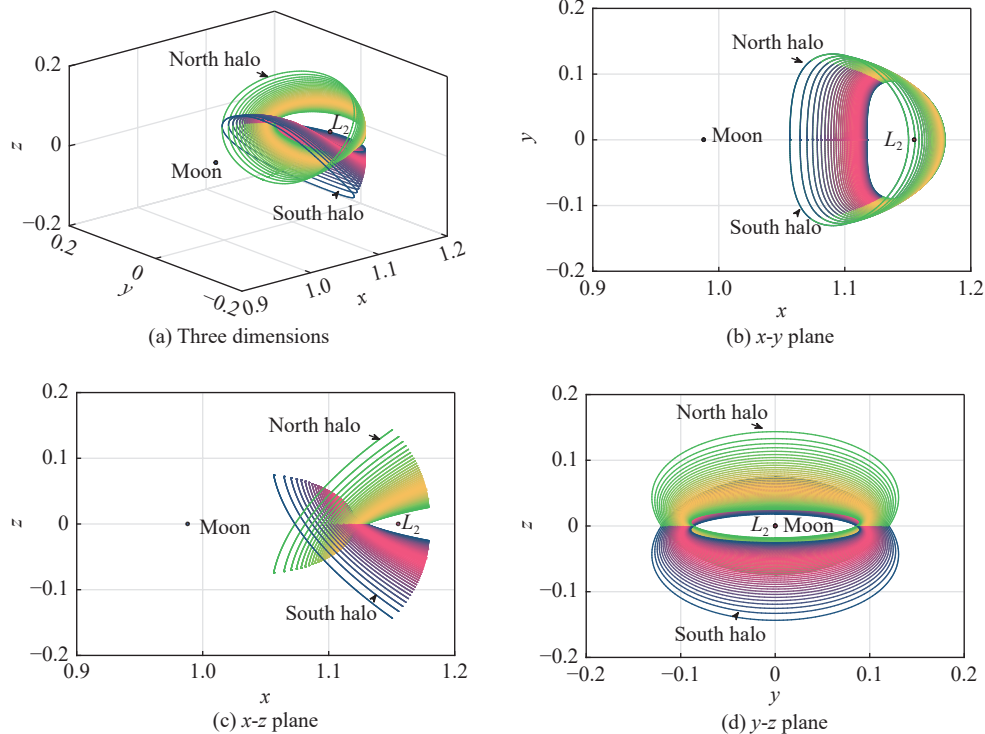 0.2
0.1
0
−0.1
−0.2
z
0.2
0
−0.2
y
0.9
1.0
1.1
1.2
x
North halo
L2
Moon
South halo
(a) Three dimensions
0.2
0.1
0
−0.1
−0.2
y
North halo
Moon
L2
South halo
0.9
1.0
1.1
1.2
x
(b) x-y plane
0.2
0.1
0
−0.1
−0.2
z
North halo
L2
Moon
South halo
0.9
1.0
1.1
1.2
x
(c) x-z plane
0.2
0.1
0
−0.1
−0.2
z
North halo
L2 Moon
South halo
−0.2
−0.1
0
0.1
0.2
y
(d) y-z plane